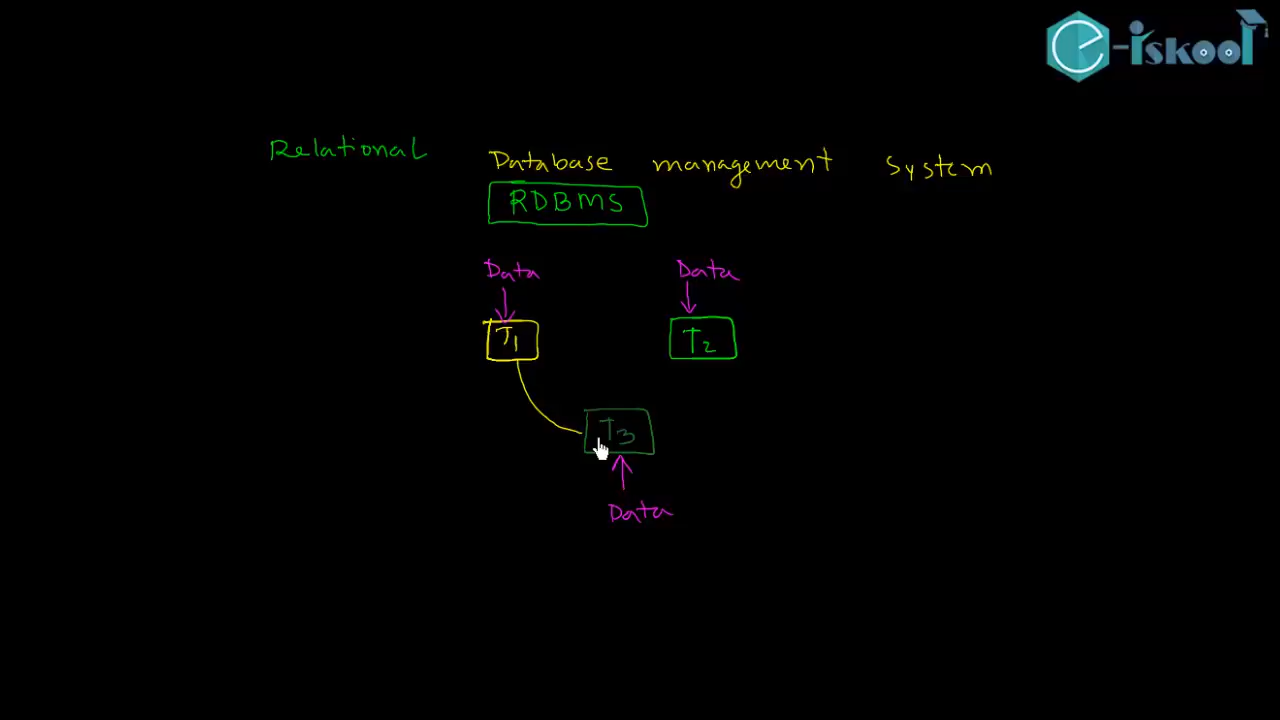 e-iskool
Relational Database management system
RDBMS
Data Data
T1 T2
T3
Data